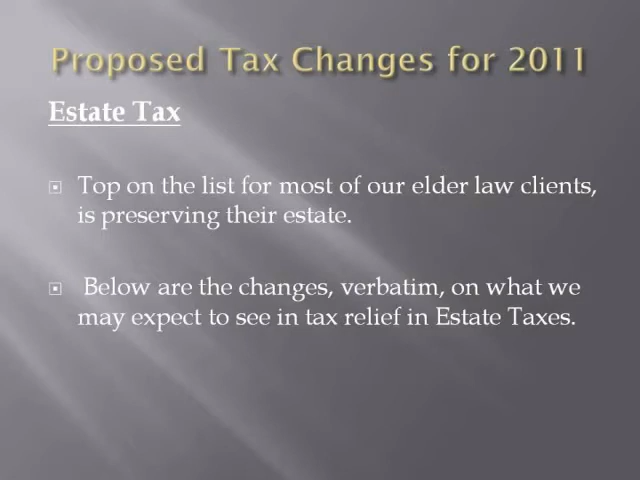 Proposed Tax Changes for 2011
Estate Tax
Top on the list for most of our elder law clients,
is preserving their estate.
Below are the changes, verbatim, on what we
may expect to see in tax relief in Estate Taxes.